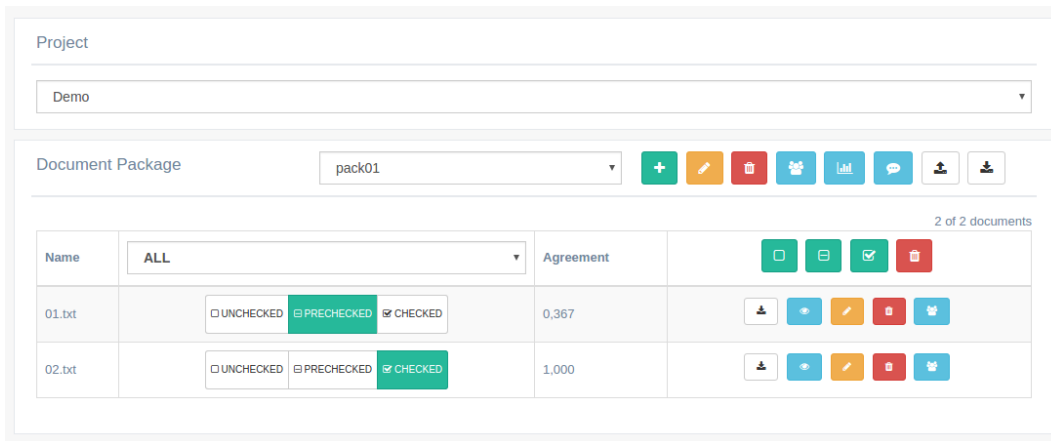 Project
Demo
Document Package
pack01
2 of 2 documents
Name ALL Agreement
01.txt UNCHECKED PRECHECKED CHECKED 0,367
02.txt UNCHECKED PRECHECKED CHECKED 1,000